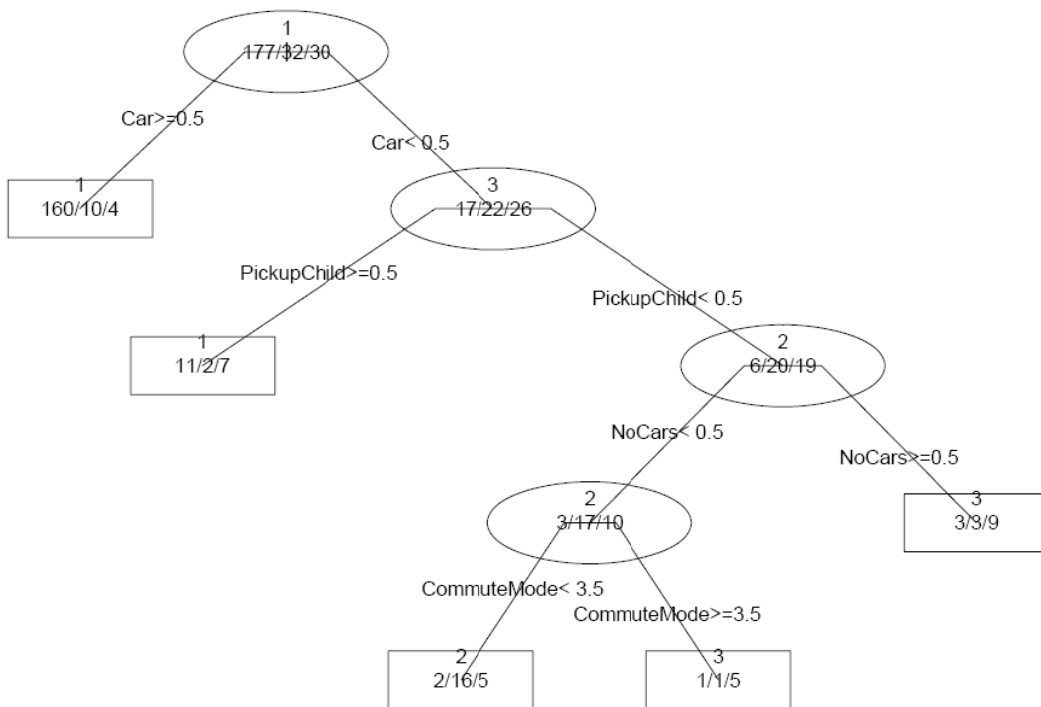 1
177/32/30
Car>=0.5
Car< 0.5
1
160/10/4
3
17/22/26
PickupChild>=0.5
PickupChild< 0.5
1
11/2/7
2
6/20/19
NoCars< 0.5
NoCars>=0.5
2
3/17/10
3
3/3/9
CommuteMode< 3.5
CommuteMode>=3.5
2
2/16/5
3
1/1/5